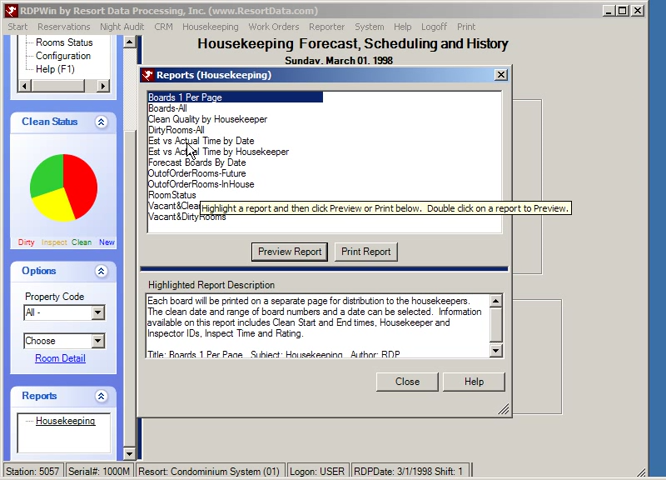 RDPWin by Resort Data Processing, Inc. (www.ResortData.com)
Start Reservations Night Audit CRM Housekeeping Work Orders Reporter System Help Logoff Print
Rooms Status
Configuration
Help (F1)
Housekeeping Forecast, Scheduling and History
Sunday, March 01, 1998
Reports (Housekeeping)
Boards 1 Per Page
Boards-All
Clean Quality by Housekeeper
DirtyRooms-All
Est vs Actual Time by Date
Est vs Actual Time by Housekeeper
Forecast Boards By Date
OutofOrderRooms-Future
OutofOrderRooms-InHouse
RoomStatus
Highlight a report and then click Preview or Print below. Double click on a report to Preview.
Vacant&DirtyRooms
Preview Report Print Report
Highlighted Report Description
Each board will be printed on a separate page for distribution to the housekeepers.
The clean date and range of board numbers and a date can be selected. Information
available on this report includes Clean Start and End times, Housekeeper and
Inspector IDs, Inspect Time and Rating.
Title: Boards 1 Per Page Subject: Housekeeping Author: RDP
Close Help
Clean Status
Dirty Inspect Clean New
Options
Property Code
All -
Choose
Room Detail
Reports
Housekeeping
Station: 5057 Serial#: 1000M Resort: Condominium System (01) Logon: USER RDPDate: 3/1/1998 Shift: 1